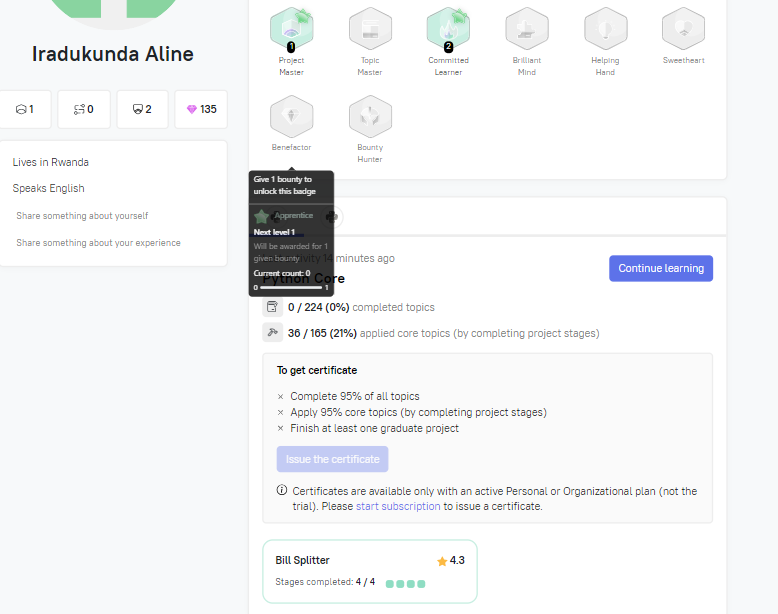 Iradukunda Aline
1
0
2
135
Lives in Rwanda
Speaks English
Share something about yourself
Share something about your experience
1
2
Project
Master
Topic
Master
Committed
Learner
Brilliant
Mind
Helping
Hand
Sweetheart
Benefactor
Bounty
Hunter
Give 1 bounty to
unlock this badge
Apprentice
Next level 1
Will be awarded for 1
given bounty
Current count: 0
0 1
14 minutes ago
Python Core
Continue learning
0 / 224 (0%) completed topics
36 / 165 (21%) applied core topics (by completing project stages)
To get certificate
× Complete 95% of all topics
× Apply 95% core topics (by completing project stages)
× Finish at least one graduate project
Issue the certificate
Certificates are available only with an active Personal or Organizational plan (not the
trial). Please start subscription to issue a certificate.
Bill Splitter
4.3
Stages completed: 4 / 4